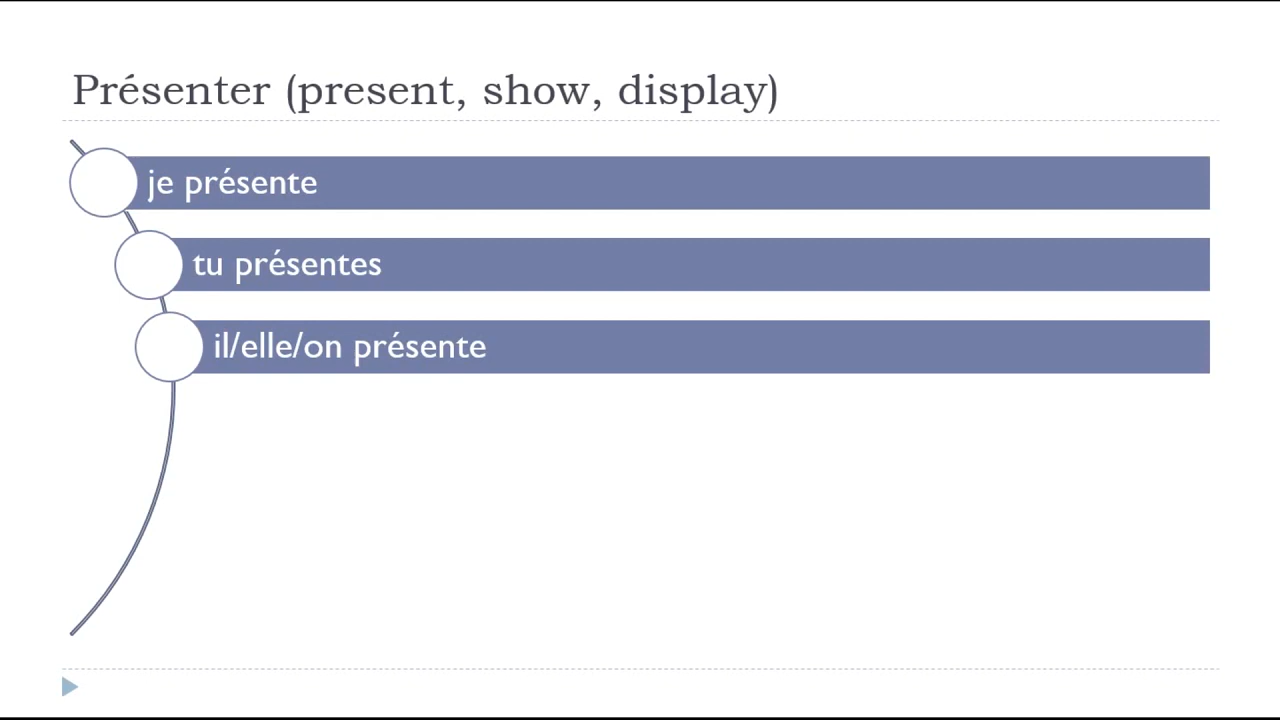 Présenter (present, show, display)
je présente
tu présentes
il/elle/on présente